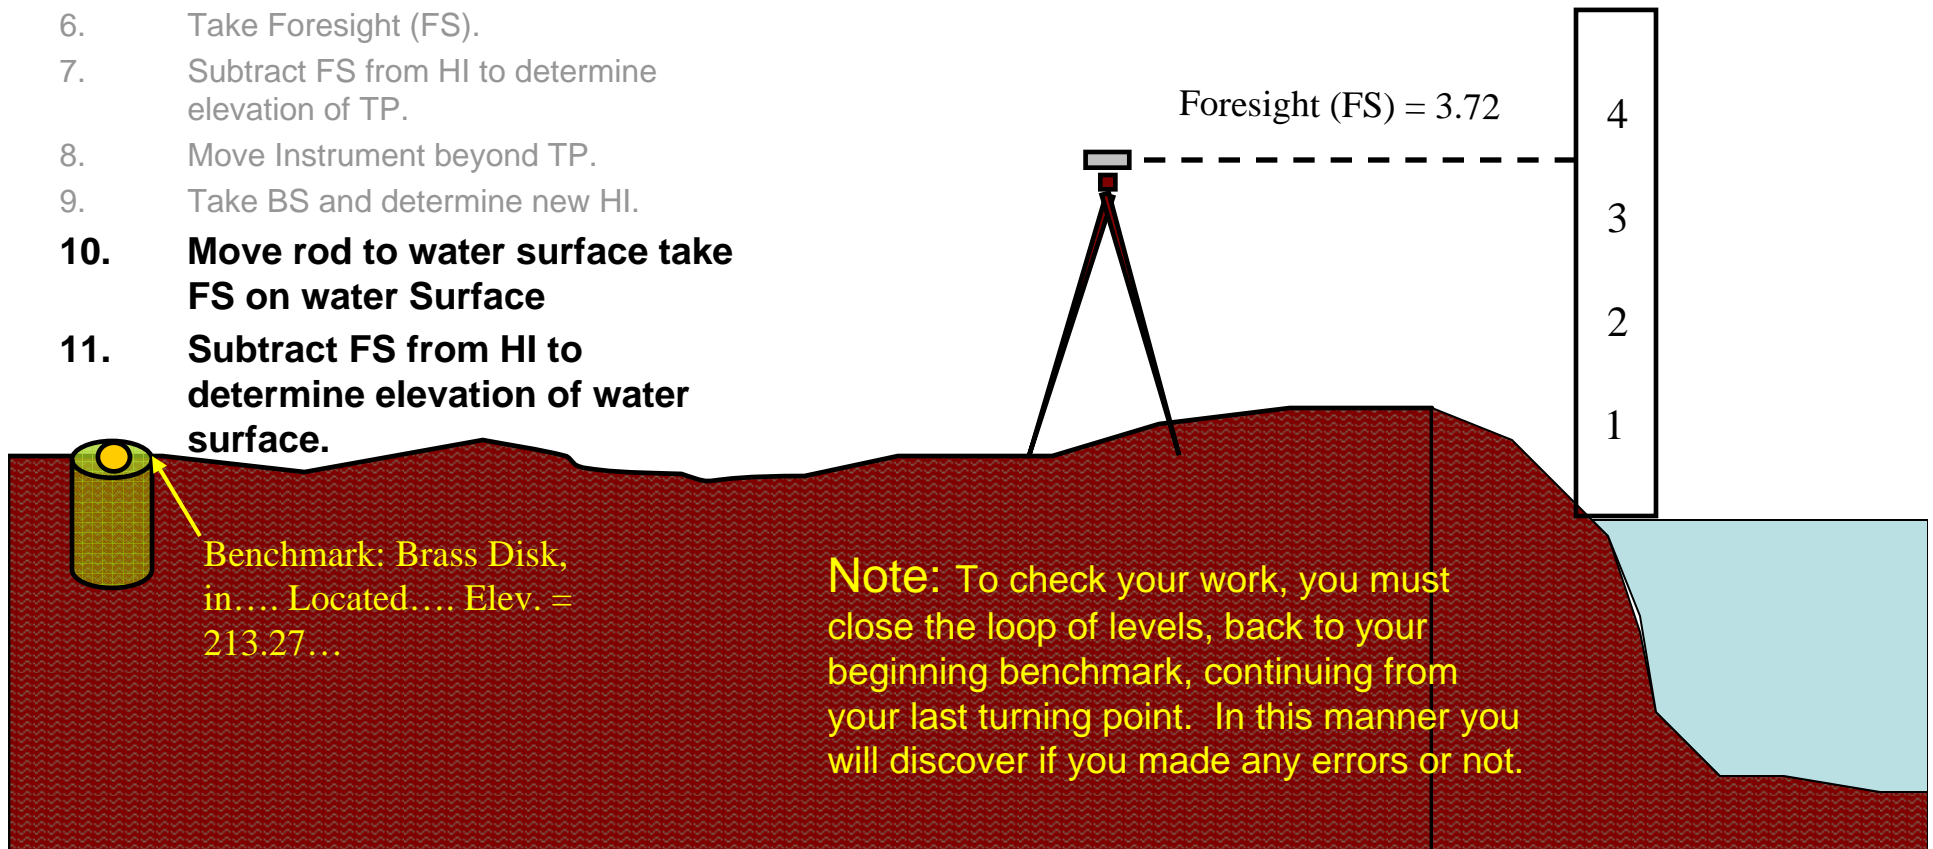 6. Take Foresight (FS).
7. Subtract FS from HI to determine
elevation of TP.
8. Move Instrument beyond TP.
9. Take BS and determine new HI.
10. Move rod to water surface take
FS on water Surface
11. Subtract FS from HI to
determine elevation of water
surface.
Foresight (FS) = 3.72
4
3
2
1
Benchmark: Brass Disk,
in…. Located…. Elev. =
213.27…
Note: To check your work, you must
close the loop of levels, back to your
beginning benchmark, continuing from
your last turning point. In this manner you
will discover if you made any errors or not.